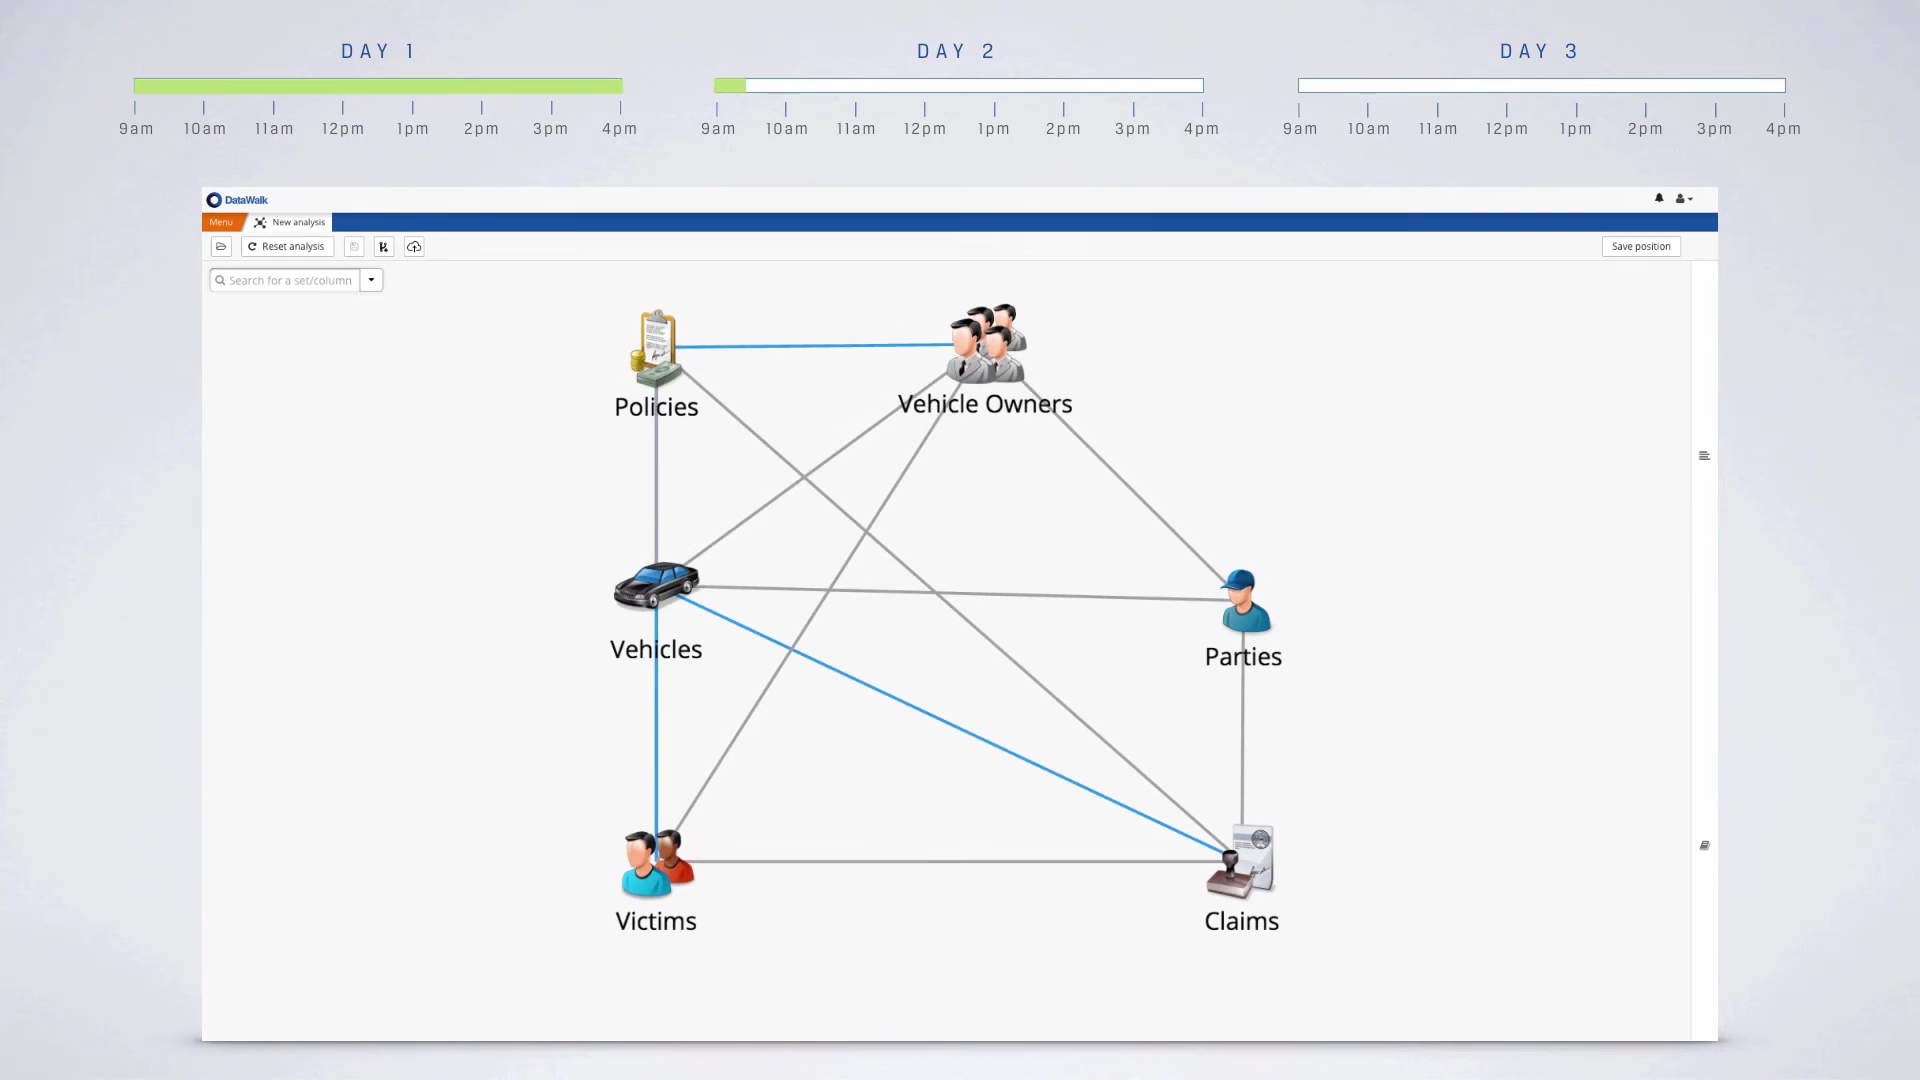 DAY 1
DAY 2
DAY 3
9am 10am 11am 12pm 1pm 2pm 3pm 4pm
9am 10am 11am 12pm 1pm 2pm 3pm 4pm
9am 10am 11am 12pm 1pm 2pm 3pm 4pm
DataWalk
Menu
New analysis
Reset analysis
Save position
Search for a set/column
Policies
Vehicle Owners
Vehicles
Parties
Victims
Claims